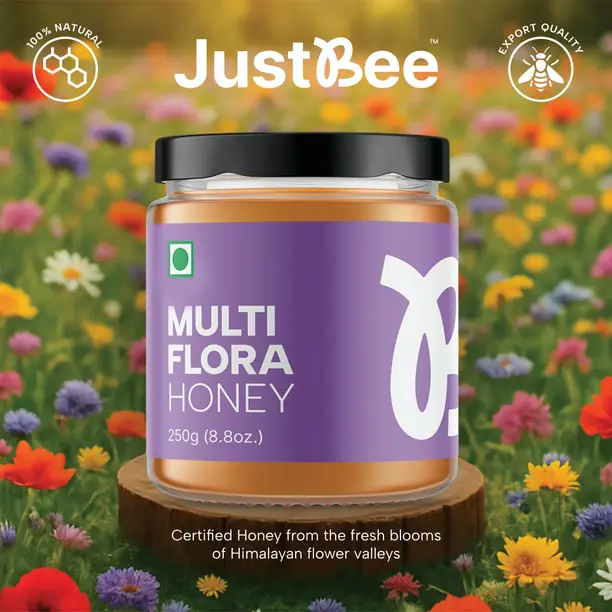 100% NATURAL
JustBee™
EXPORT QUALITY
MULTI
FLORA
HONEY
250g (8.8oz.)
Certified Honey from the fresh blooms
of Himalayan flower valleys